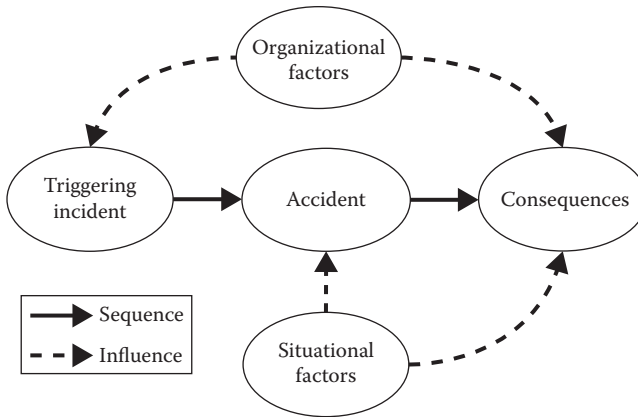 Organizational
factors
Triggering
incident
Accident
Consequences
Sequence
Influence
Situational
factors